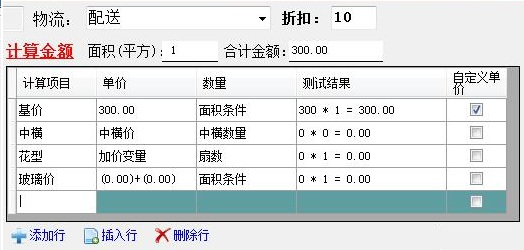 物流： 配送 折扣： 10
计算金额 面积(平方): 1 合计金额: 300.00
计算项目 单价 数量 测试结果 自定义单价
基价 300.00 面积条件 300 * 1 = 300.00
中横 中横价 中横数量 0 * 0 = 0.00
花型 加价变量 扇数 0 * 1 = 0.00
玻璃价 (0.00)+(0.00) 面积条件 0 * 1 = 0.00
添加行 插入行 删除行